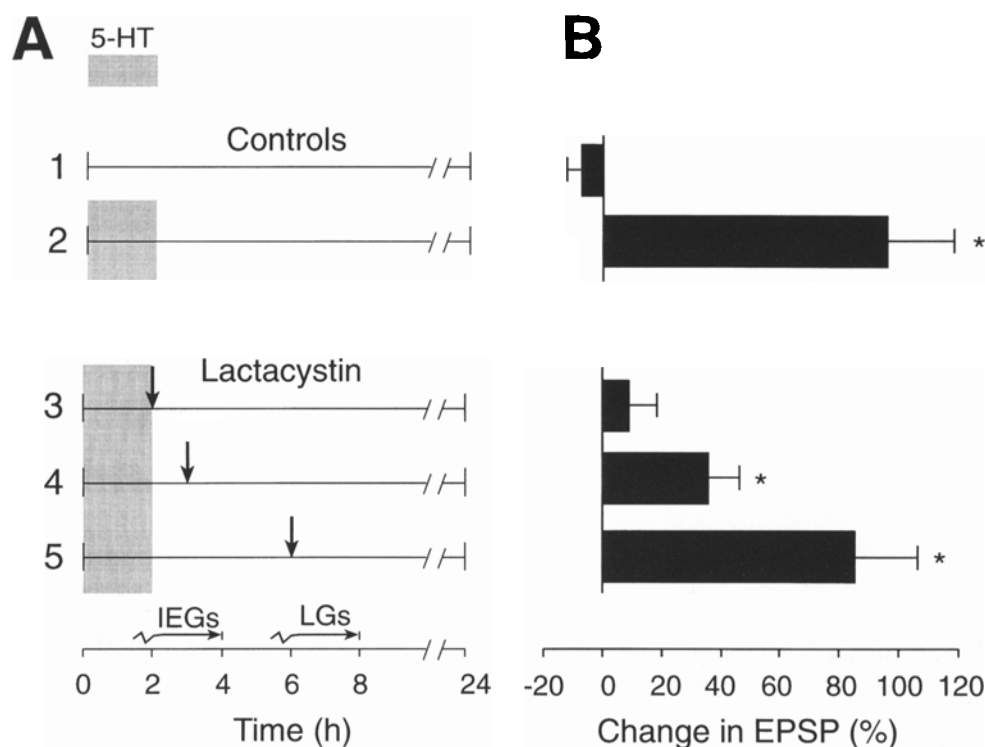 A
B
5-HT
Controls
1
2
*
Lactacystin
3
4
*
5
*
IEGs
LGs
0 2 4 6 8 24
-20 0 20 40 60 80 100 120
Time (h)
Change in EPSP (%)